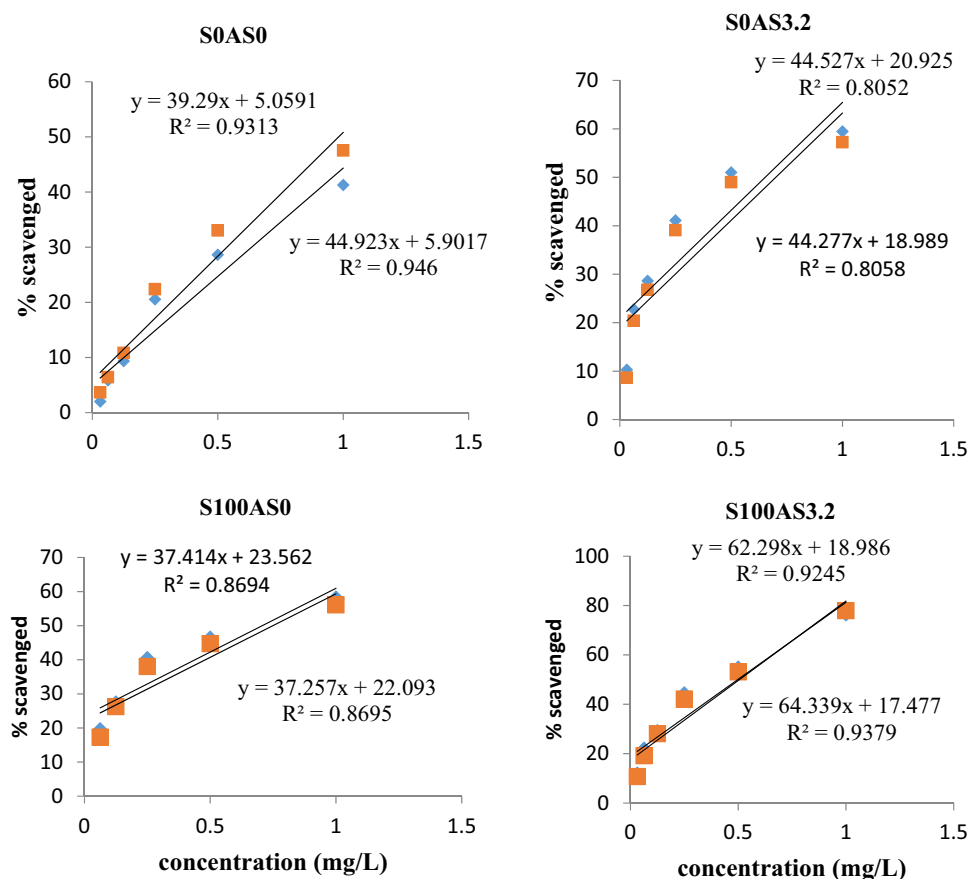 S0AS0
% scavenged
60
50
40
30
20
10
0
0
0.5
1
1.5
y = 39.29x + 5.0591
R² = 0.9313
y = 44.923x + 5.9017
R² = 0.946
S0AS3.2
% scavenged
70
60
50
40
30
20
10
0
0
0.5
1
1.5
y = 44.527x + 20.925
R² = 0.8052
y = 44.277x + 18.989
R² = 0.8058
S100AS0
% scavenged
70
60
50
40
30
20
10
0
0
0.5
1
1.5
y = 37.414x + 23.562
R² = 0.8694
y = 37.257x + 22.093
R² = 0.8695
concentration (mg/L)
S100AS3.2
% scavenged
100
80
60
40
20
0
0
0.5
1
1.5
y = 62.298x + 18.986
R² = 0.9245
y = 64.339x + 17.477
R² = 0.9379
concentration (mg/L)